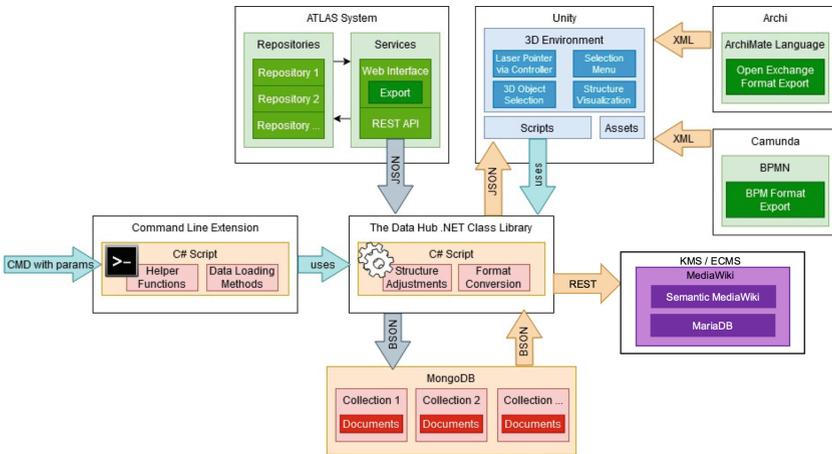 ATLAS System
Repositories
Repository 1
Repository 2
Repository ...
Services
Web Interface
Export
REST API
Unity
3D Environment
Laser Pointer
via Controller
Selection
Menu
3D Object
Selection
Structure
Visualization
Scripts
Assets
XML
XML
Archi
ArchiMate Language
Open Exchange
Format Export
Camunda
BPMN
BPM Format
Export
JSON
JSON
uses
CMD with params
Command Line Extension
C# Script
>_
Helper
Functions
Data Loading
Methods
uses
The Data Hub .NET Class Library
C# Script
Structure
Adjustments
Format
Conversion
REST
KMS / ECMS
MediaWiki
Semantic MediaWiki
MariaDB
BSON
BSON
MongoDB
Collection 1
Documents
Collection 2
Documents
Collection ...
Documents